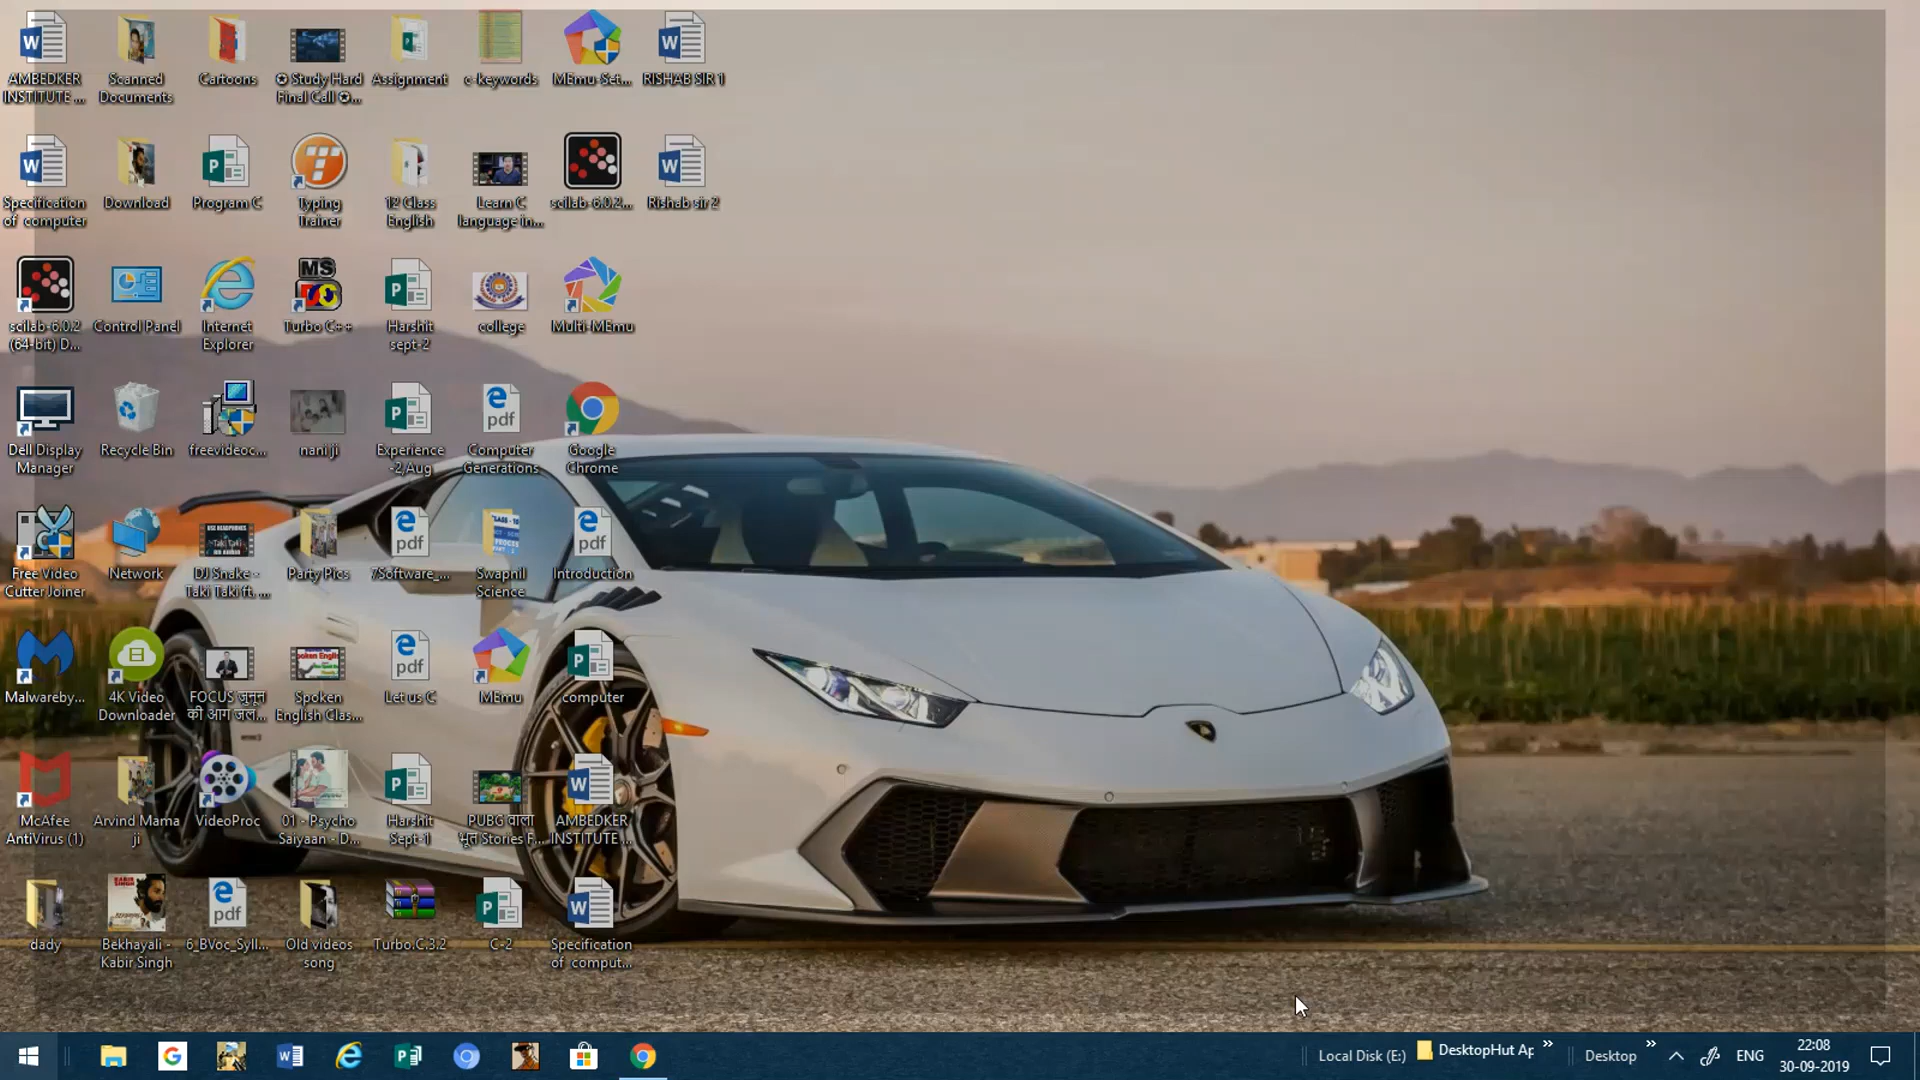 AMBEDKER
INSTITUTE ...
Scanned
Documents
Cartoons
✪ Study Hard
Final Call ✪...
Assignment
c-keywords
MEmu-Set...
RISHAB SIR 1
Specification
of computer
Download
Program C
Typing
Trainer
12 Class
English
Learn C
language in...
scilab-6.0.2...
Rishab sir 2
scilab-6.0.2
(64-bit) D...
Control Panel
Internet
Explorer
MS
Turbo C++
Harshit
sept-2
college
Multi-MEmu
Dell Display
Manager
Recycle Bin
freevideoc...
nani ji
Experience
-2,Aug
pdf
Computer
Generations
Google
Chrome
Free Video
Cutter Joiner
Network
DJ Snake -
Taki Taki ft. ...
Party Pics
pdf
7Software_...
Swapnil
Science
pdf
Introduction
Malwareby...
4K Video
Downloader
FOCUS जुनून
की आग जल...
Spoken
English Clas...
pdf
Let us C
MEmu
computer
McAfee
AntiVirus (1)
Arvind Mama
ji
VideoProc
01 - Psycho
Saiyaan - D...
Harshit
Sept-1
PUBG वाला
भूत Stories F...
AMBEDKER
INSTITUTE ...
dady
Bekhayali -
Kabir Singh
pdf
6_BVoc_Syll...
Old videos
song
Turbo.C.3.2
C-2
Specification
of comput...
Local Disk (E:)
DesktopHut Ap
Desktop
ENG
22:08
30-09-2019